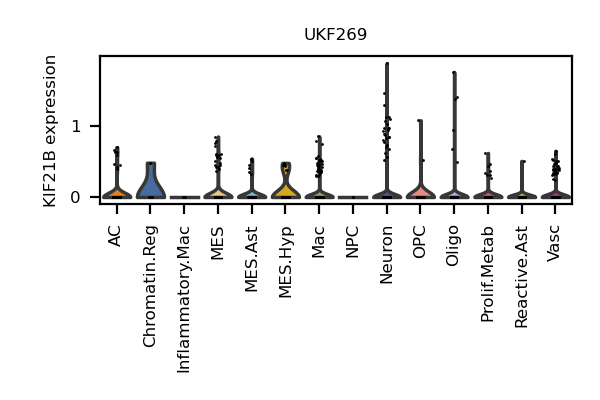 UKF269
KIF21B expression
1
0
AC
Chromatin.Reg
Inflammatory.Mac
MES
MES.Ast
MES.Hyp
Mac
NPC
Neuron
OPC
Oligo
Prolif.Metab
Reactive.Ast
Vasc